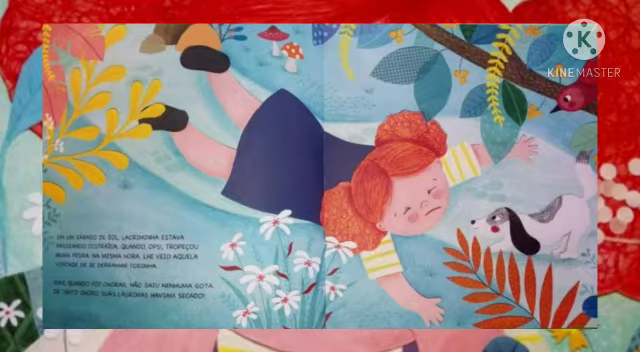 KINEMASTER
EM UM SÁBADO DE SOL, LAGRIMINHA ESTAVA
PASSEANDO DISTRAÍDA, QUANDO, OPS!, TROPEÇOU
NUMA PEDRA. NA MESMA HORA, LHE VEIO AQUELA
VONTADE DE SE DERRAMAR TODINHA.
MAS, QUANDO FOI CHORAR, NÃO SAIU NENHUMA GOTA.
DE TANTO CHORO, SUAS LÁGRIMAS HAVIAM SECADO!